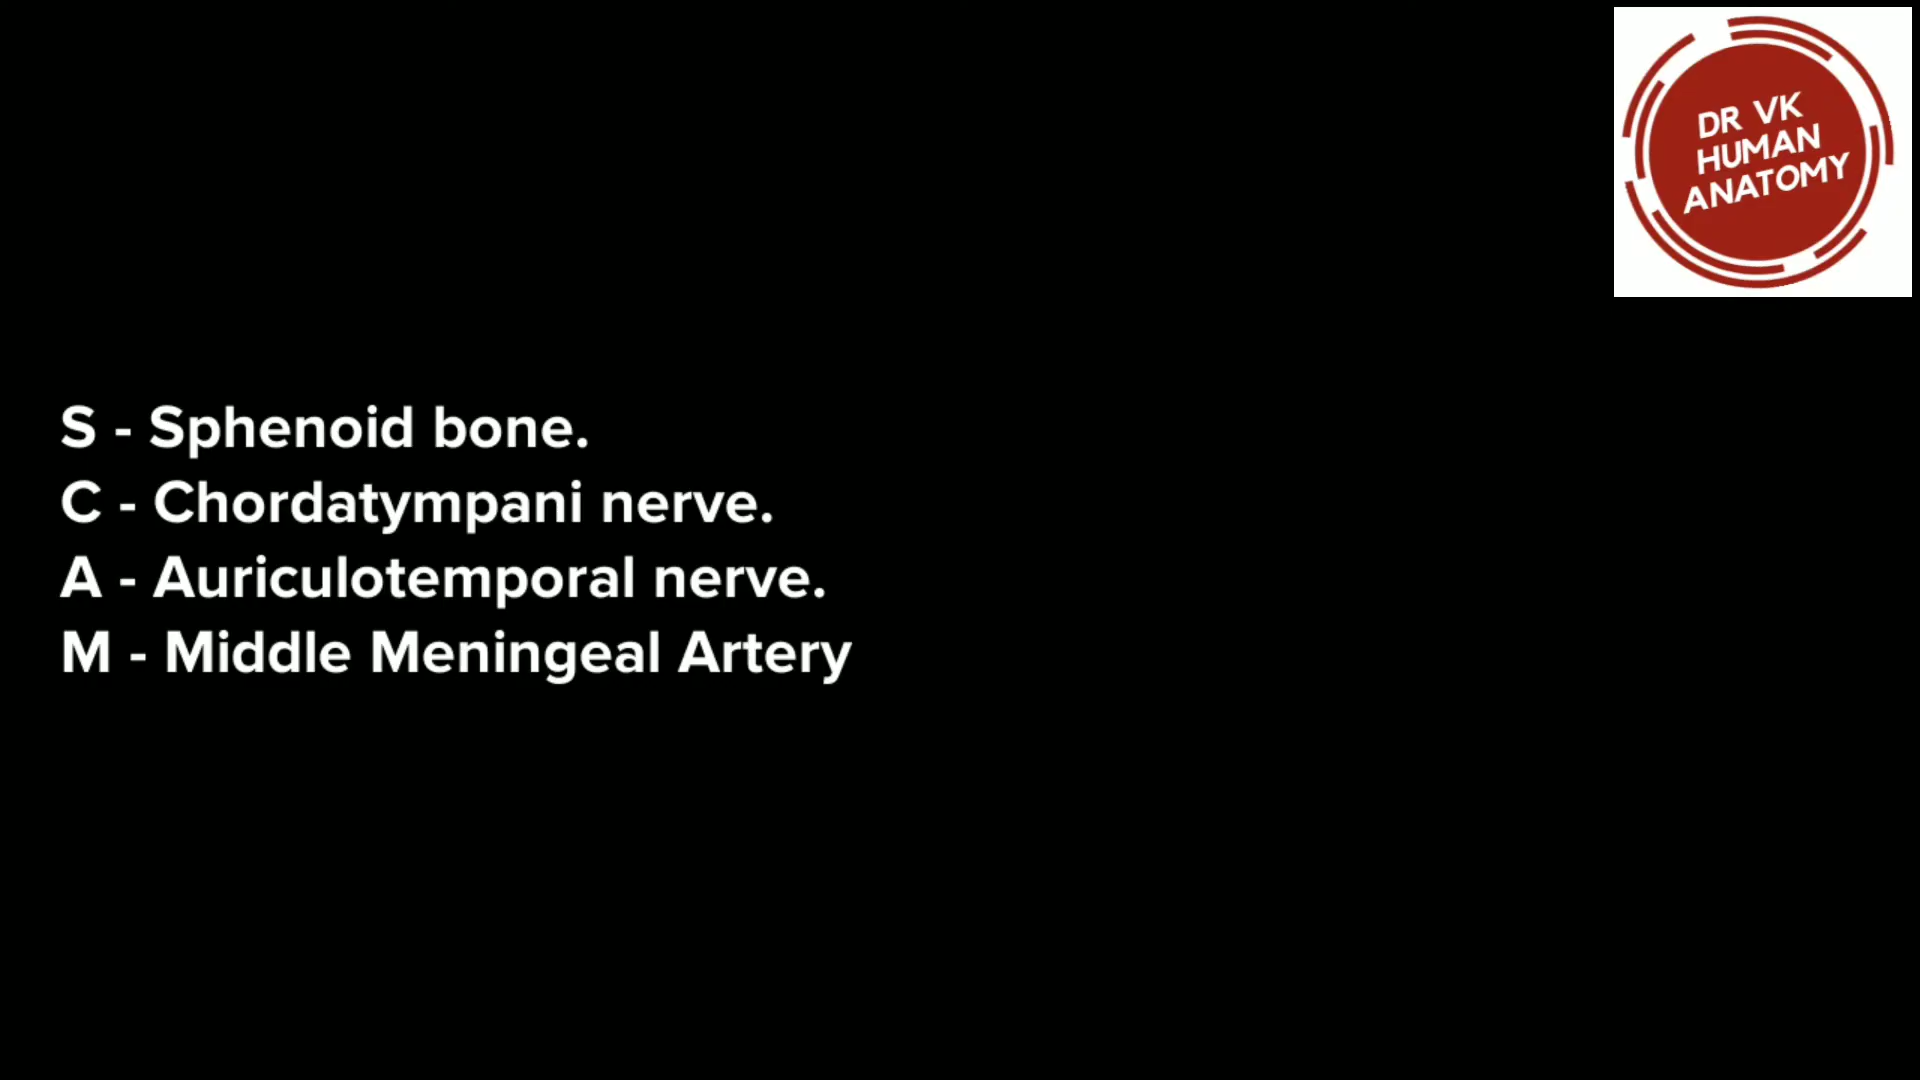 DR VK
HUMAN
ANATOMY
S - Sphenoid bone.
C - Chordatympani nerve.
A - Auriculotemporal nerve.
M - Middle Meningeal Artery